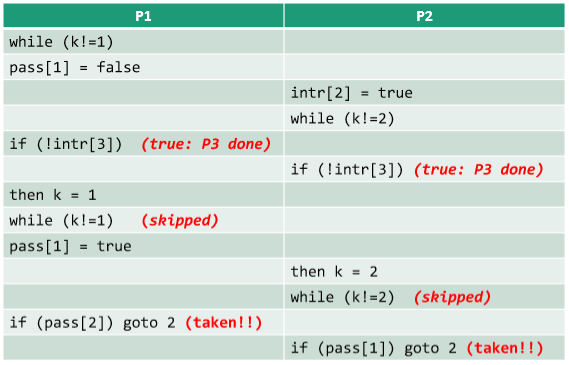 P1 P2
while (k!=1)
pass[1] = false
intr[2] = true
while (k!=2)
if (!intr[3]) (true: P3 done)
if (!intr[3]) (true: P3 done)
then k = 1
while (k!=1) (skipped)
pass[1] = true
then k = 2
while (k!=2) (skipped)
if (pass[2]) goto 2 (taken!!)
if (pass[1]) goto 2 (taken!!)